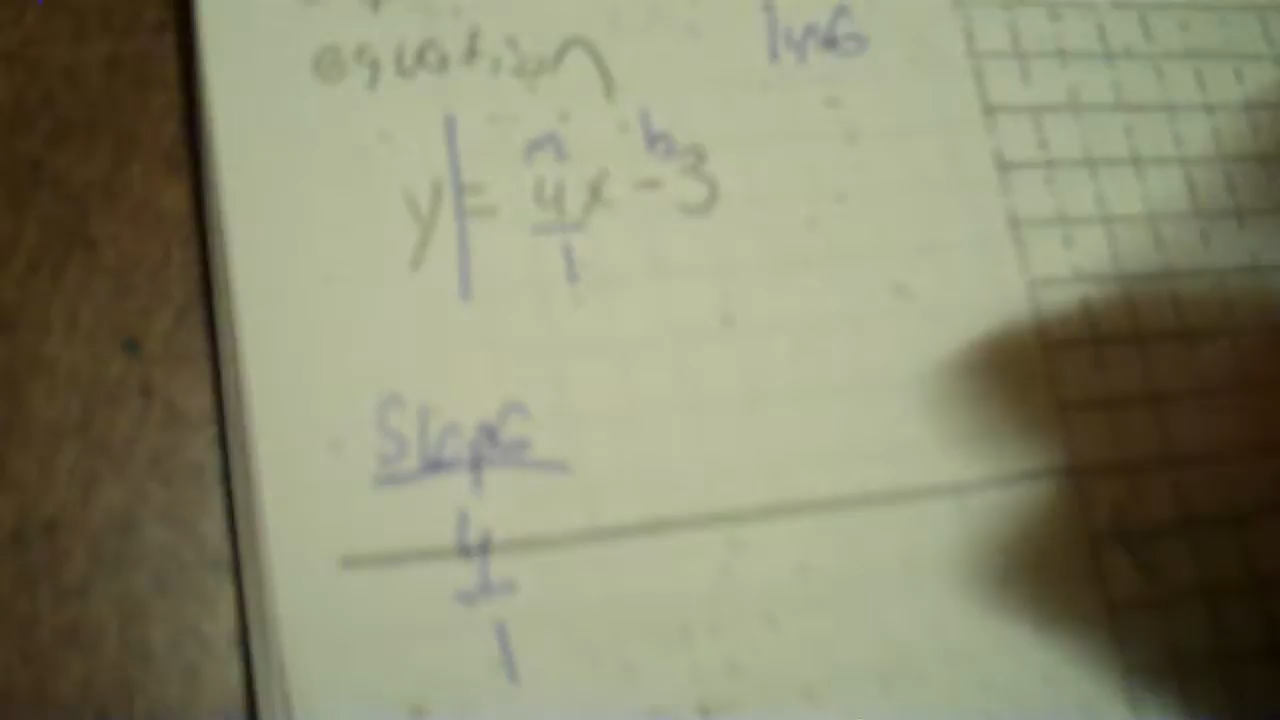 equation
line
m b
y = 4x - 3
1
Slope
4
1